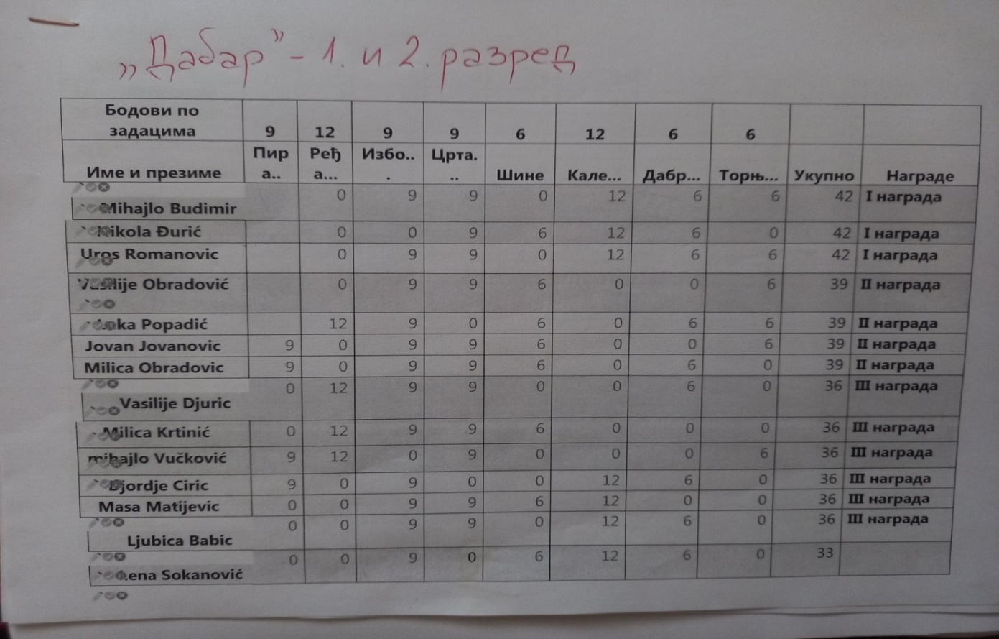 „Дабар” - 1. и 2. разред
Бодови по задацима 9 12 9 9 6 12 6 6
Име и презиме Пира.. Ређа... Избо... Црта... Шине Кале... Дабр... Торњ... Укупно Награде
Mihajlo Budimir 0 9 9 0 12 6 6 42 I награда
Nikola Đurić 0 0 9 6 12 6 0 42 I награда
Uros Romanovic 0 9 9 0 12 6 6 42 I награда
Vasilije Obradović 0 9 9 6 0 0 6 39 II награда
Popadić 12 9 0 6 0 6 6 39 II награда
Jovan Jovanovic 9 0 9 9 6 0 0 6 39 II награда
Milica Obradovic 9 0 9 9 6 0 6 0 39 II награда
Vasilije Djuric 0 12 9 9 0 0 6 0 36 III награда
Milica Krtinić 0 12 9 9 6 0 0 0 36 III награда
mihajlo Vučković 9 12 0 9 0 0 0 6 36 III награда
Djordje Ciric 9 0 9 0 0 12 6 0 36 III награда
Masa Matijevic 0 0 9 9 6 12 0 0 36 III награда
Ljubica Babic 0 0 9 9 0 12 6 0 36 III награда
Sokanović 0 0 9 0 6 12 6 0 33